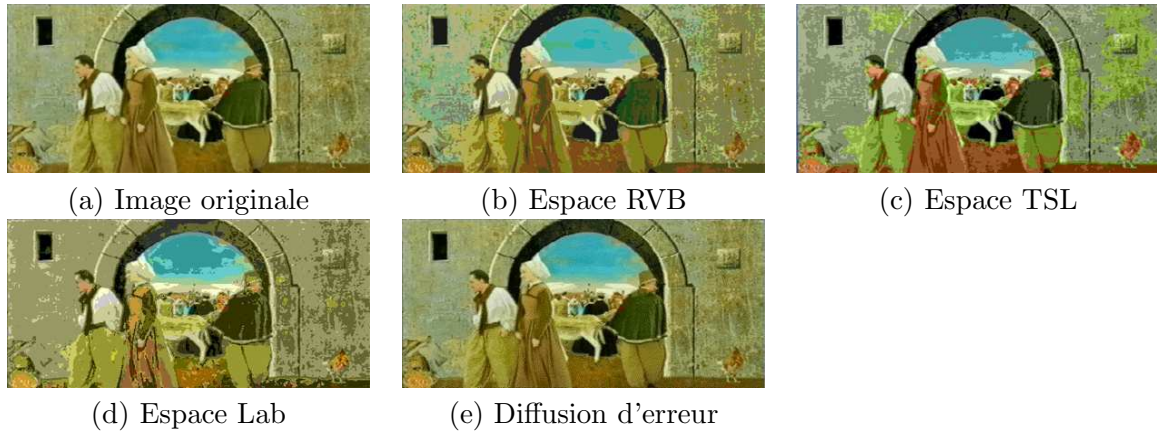 (a) Image originale
(b) Espace RVB
(c) Espace TSL
(d) Espace Lab
(e) Diffusion d'erreur